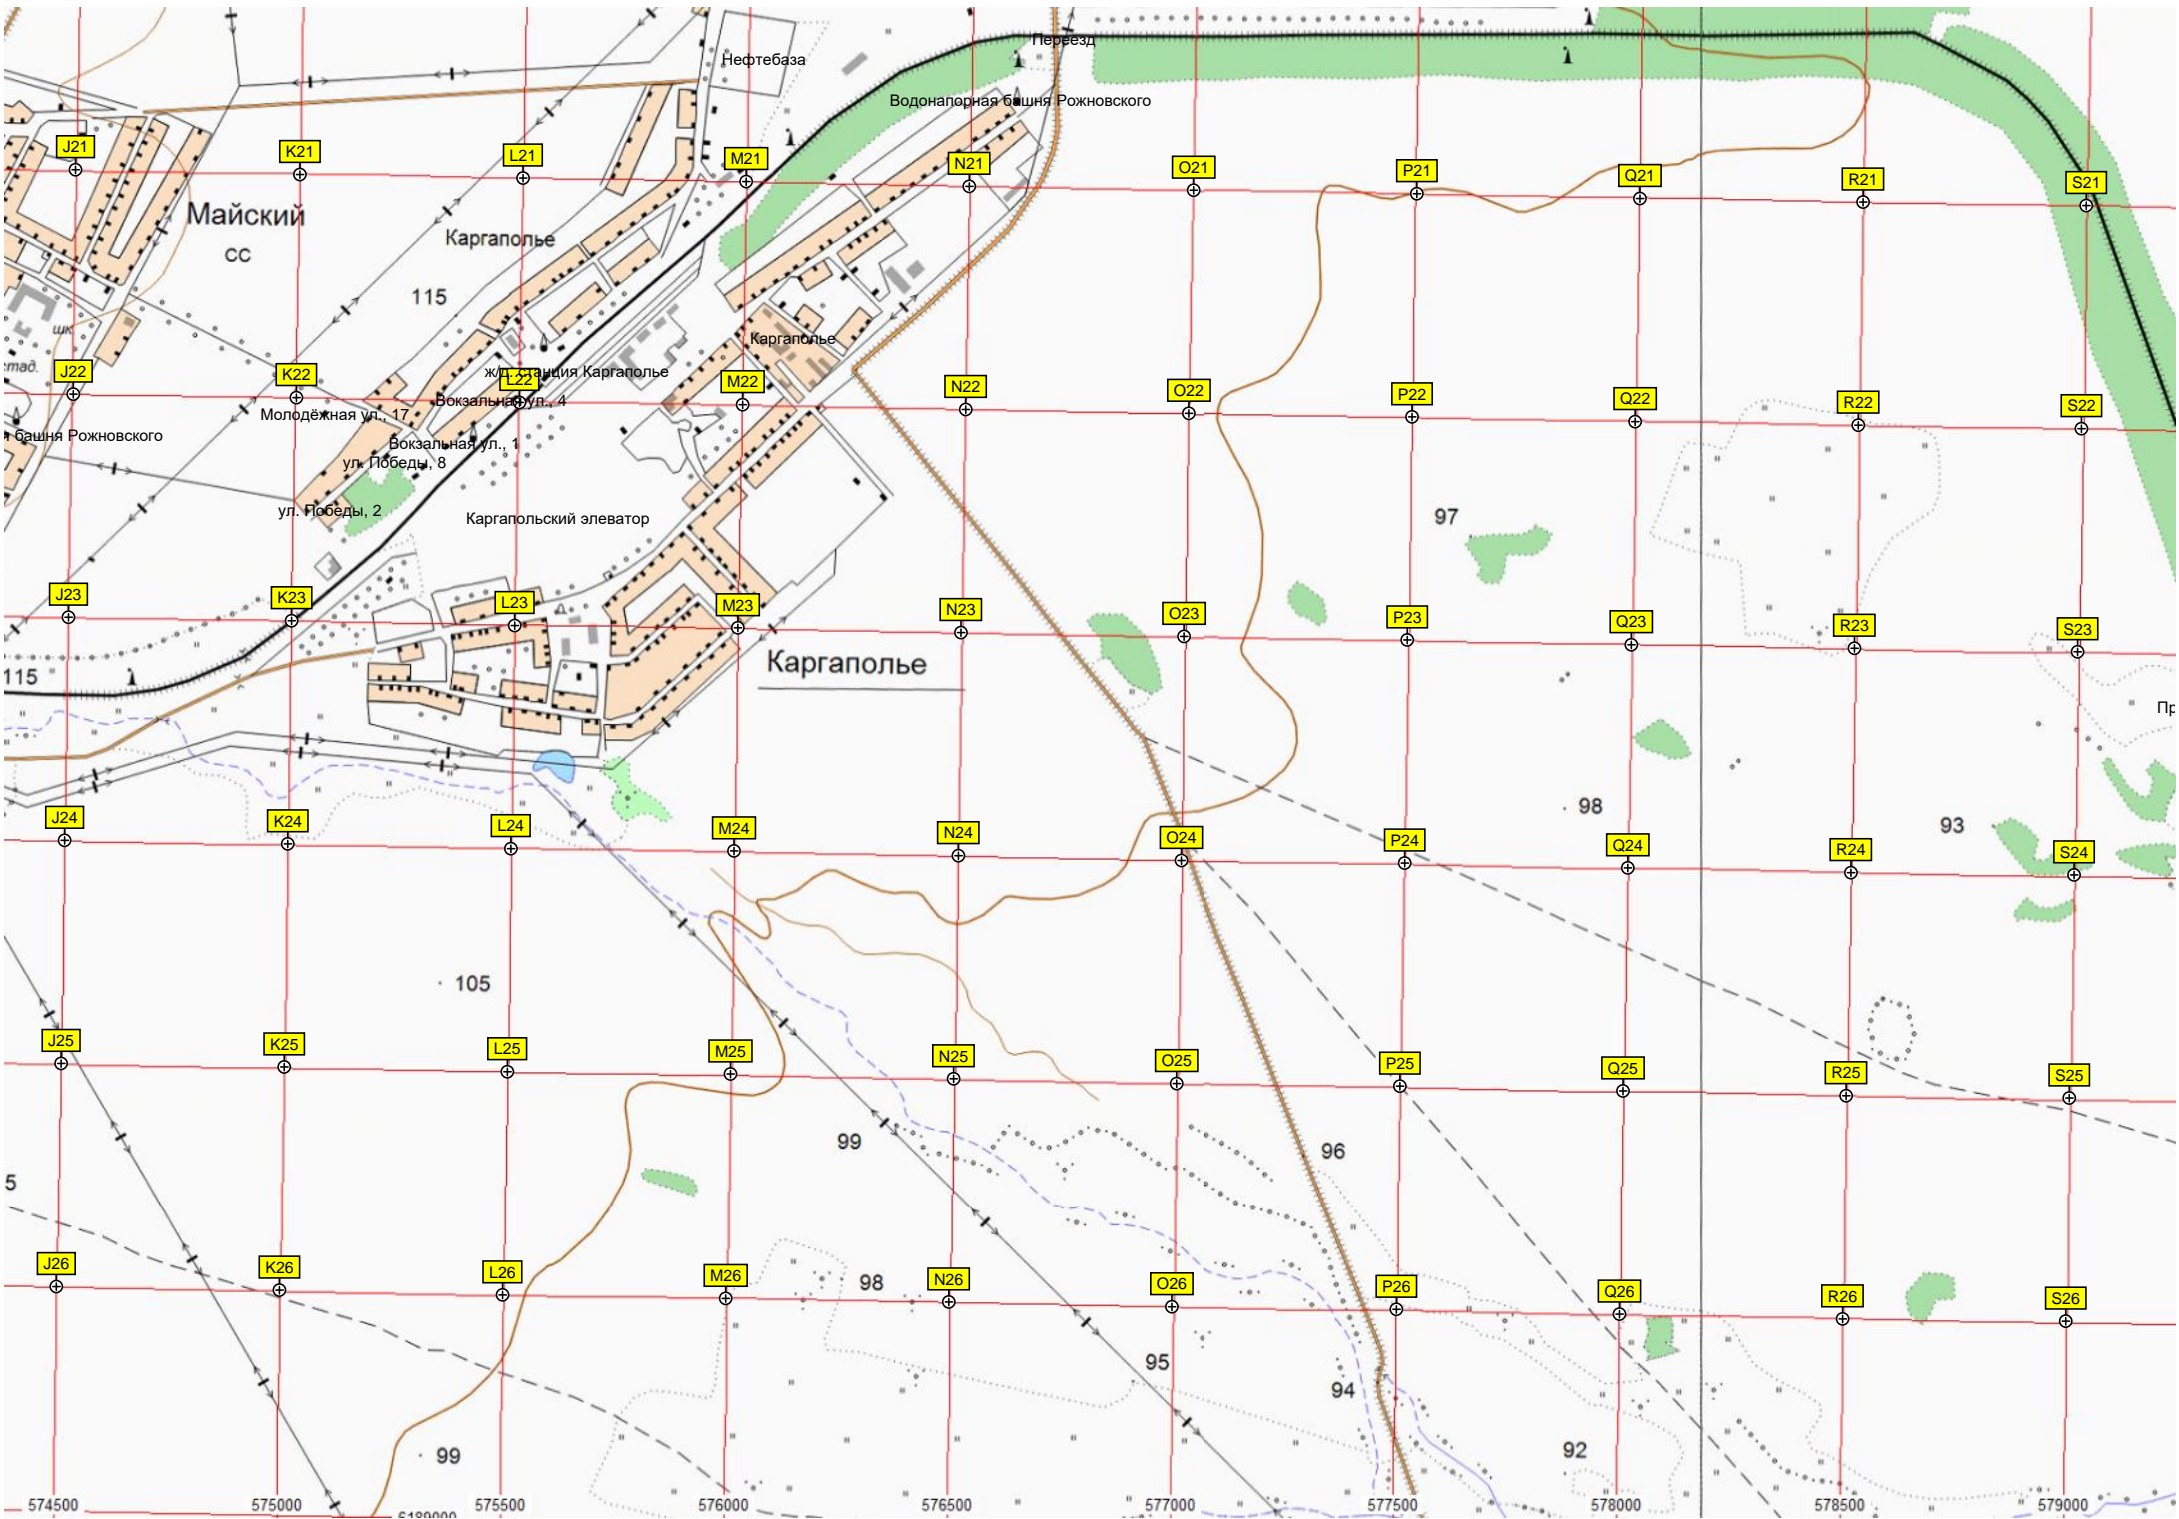 Переезд
Нефтебаза
Водонапорная башня Рожновского
J21
K21
L21
M21
N21
O21
P21
Q21
R21
S21
Майский
СС
Каргаполье
115
шк.
Каргаполье
стад.
J22
K22
L22
ж/д. станция Каргаполье
M22
N22
O22
P22
Q22
R22
S22
Молодёжная ул., 17
Вокзальная ул., 4
башня Рожновского
Вокзальная ул., 1
ул. Победы, 8
ул. Победы, 2
Каргапольский элеватор
97
J23
K23
L23
M23
N23
O23
P23
Q23
R23
S23
Каргаполье
115
Пр
98
93
J24
K24
L24
M24
N24
O24
P24
Q24
R24
S24
105
J25
K25
L25
M25
N25
O25
P25
Q25
R25
S25
99
96
5
J26
K26
L26
M26
98
N26
O26
P26
Q26
R26
S26
95
94
99
92
574500
575000
575500
576000
576500
577000
577500
578000
578500
579000
6189000